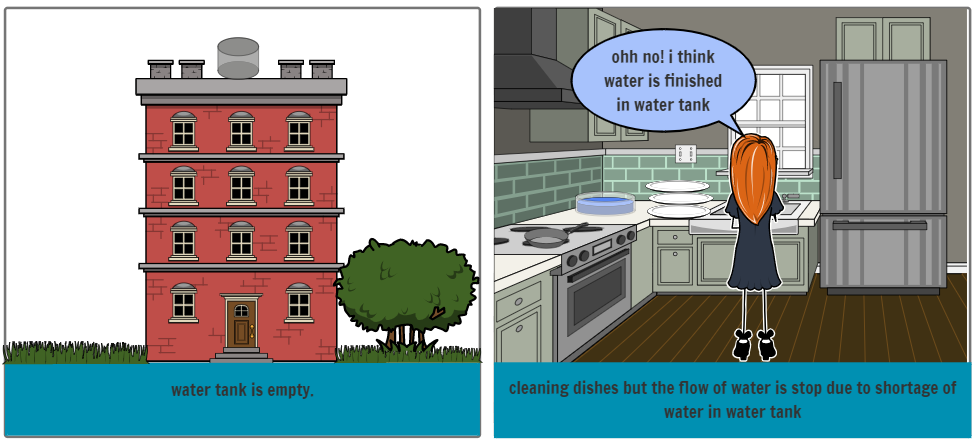 water tank is empty.
ohh no! i think
water is finished
in water tank
cleaning dishes but the flow of water is stop due to shortage of
water in water tank